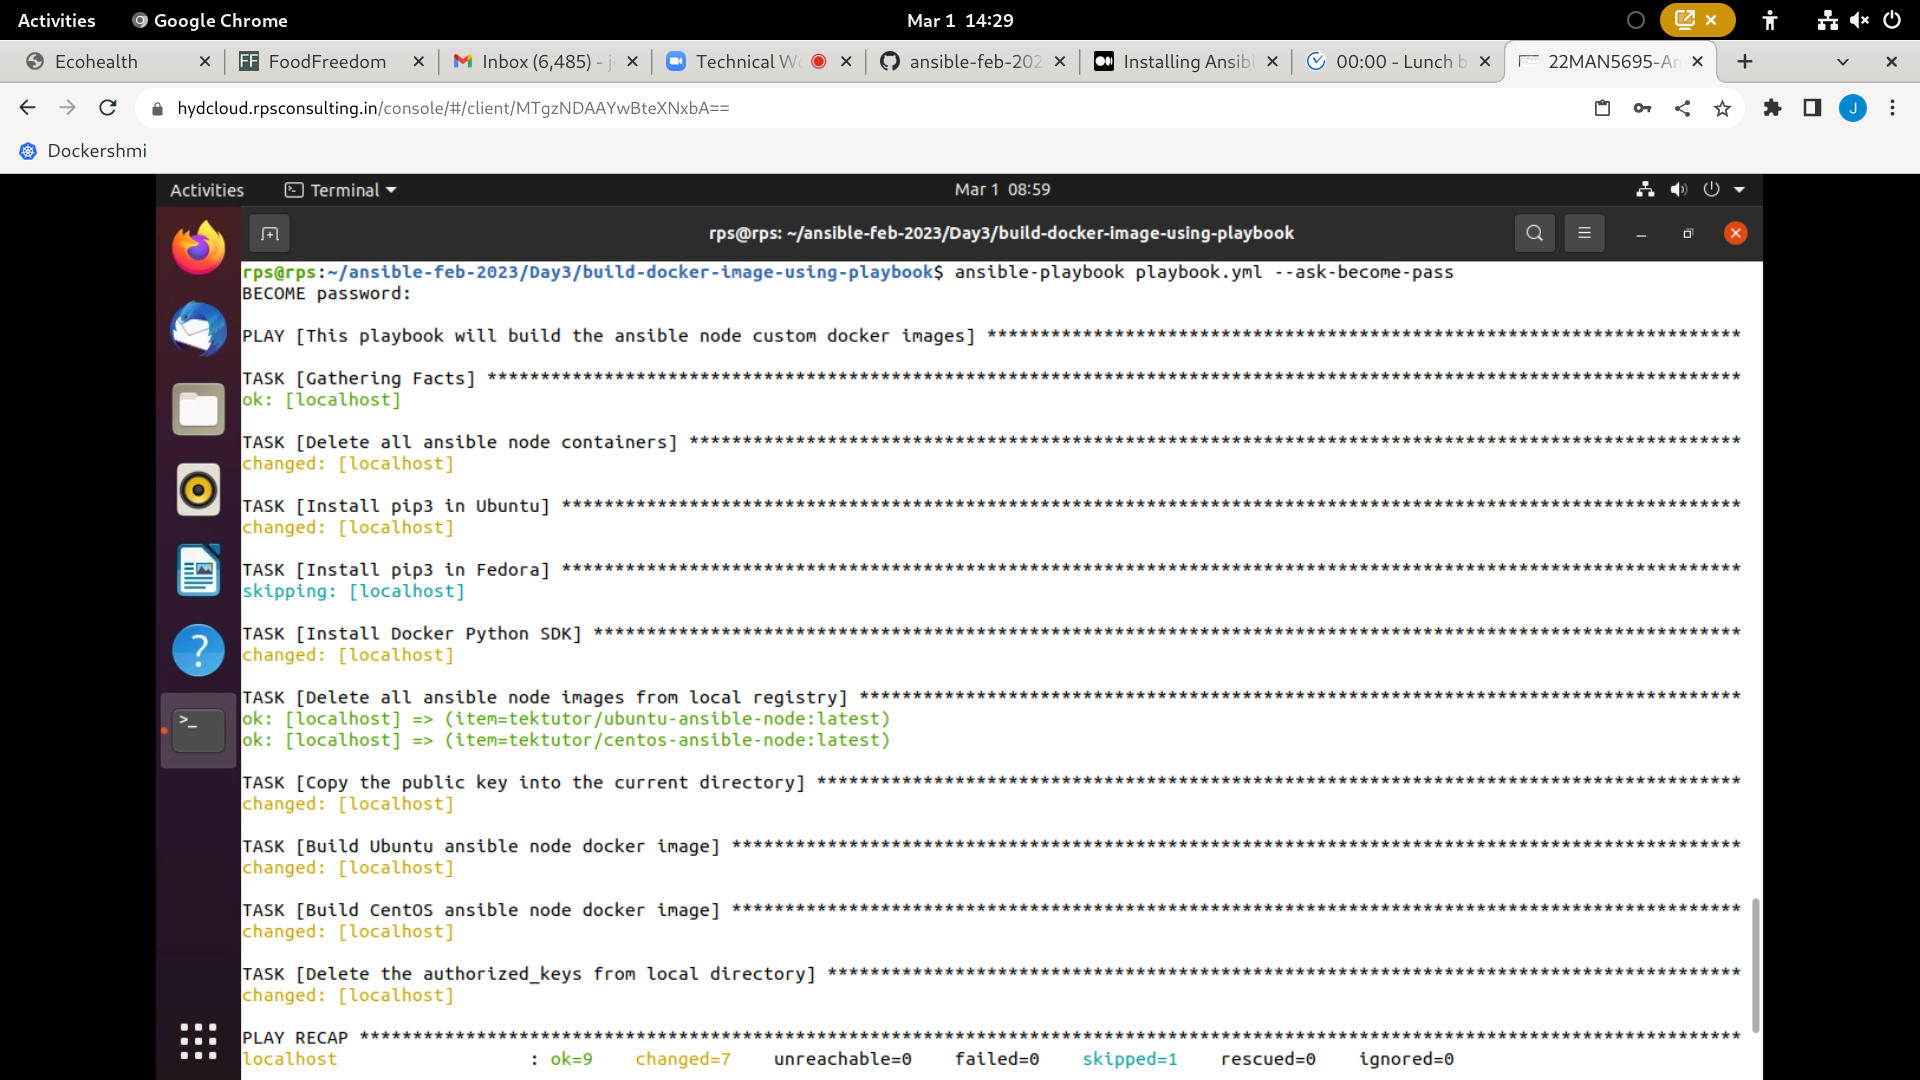 Activities Google Chrome Mar 1 14:29
Ecohealth FoodFreedom Inbox (6,485) - j Technical Wo ansible-feb-202 Installing Ansibl 00:00 - Lunch b 22MAN5695-An
hydcloud.rpsconsulting.in/console/#/client/MTgzNDAAYwBteXNxbA== J
Dockershmi
Activities Terminal Mar 1 08:59
rps@rps: ~/ansible-feb-2023/Day3/build-docker-image-using-playbook
rps@rps:~/ansible-feb-2023/Day3/build-docker-image-using-playbook$ ansible-playbook playbook.yml --ask-become-pass
BECOME password:
PLAY [This playbook will build the ansible node custom docker images] ***********************************************************************
TASK [Gathering Facts] **********************************************************************************************************************
ok: [localhost]
TASK [Delete all ansible node containers] ***************************************************************************************************
changed: [localhost]
TASK [Install pip3 in Ubuntu] ***************************************************************************************************************
changed: [localhost]
TASK [Install pip3 in Fedora] ***************************************************************************************************************
skipping: [localhost]
TASK [Install Docker Python SDK] ************************************************************************************************************
changed: [localhost]
TASK [Delete all ansible node images from local registry] ***********************************************************************************
ok: [localhost] => (item=tektutor/ubuntu-ansible-node:latest)
ok: [localhost] => (item=tektutor/centos-ansible-node:latest)
TASK [Copy the public key into the current directory] ***************************************************************************************
changed: [localhost]
TASK [Build Ubuntu ansible node docker image] ***********************************************************************************************
changed: [localhost]
TASK [Build CentOS ansible node docker image] ***********************************************************************************************
changed: [localhost]
TASK [Delete the authorized_keys from local directory] **************************************************************************************
changed: [localhost]
PLAY RECAP **********************************************************************************************************************************
localhost : ok=9 changed=7 unreachable=0 failed=0 skipped=1 rescued=0 ignored=0